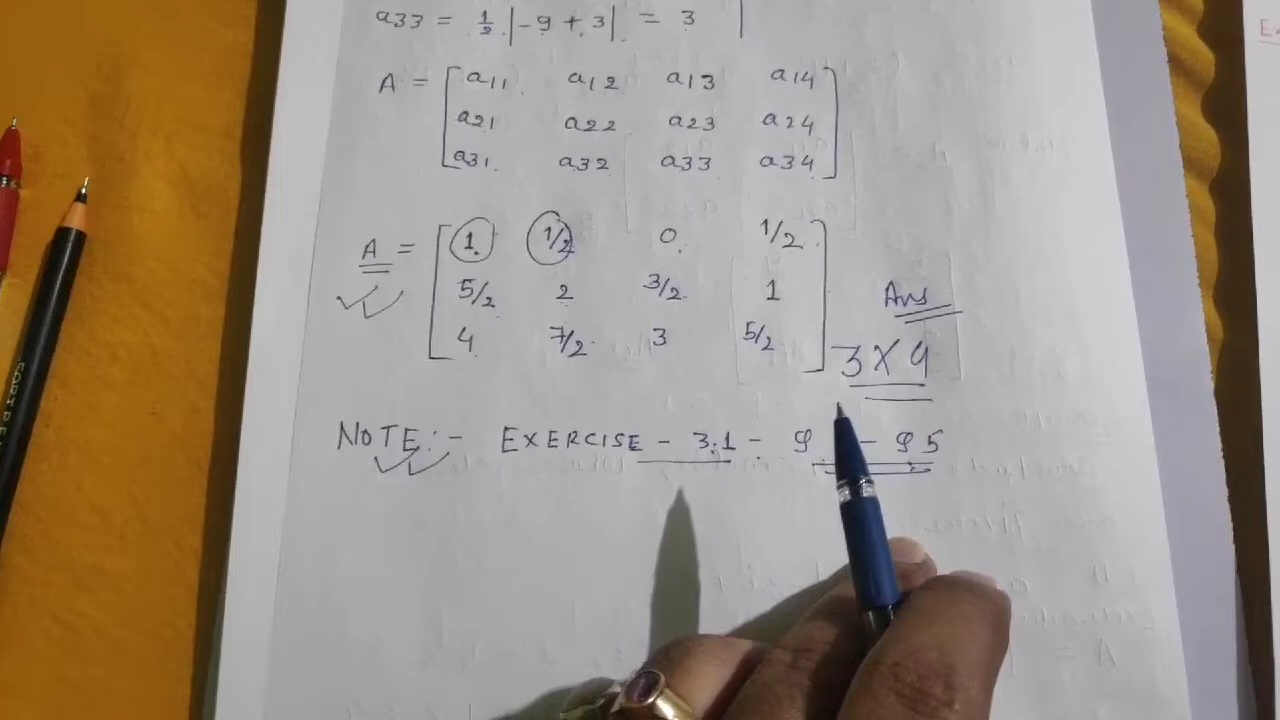 a33 = 1/2 |-9 + 3| = 3
A = [a11 a12 a13 a14
a21 a22 a23 a24
a31 a32 a33 a34]
A = [1 1/2 0 1/2
5/2 2 3/2 1
4 7/2 3 5/2] 3 X 4
Ans
NOTE:- EXERCISE - 3.1 -